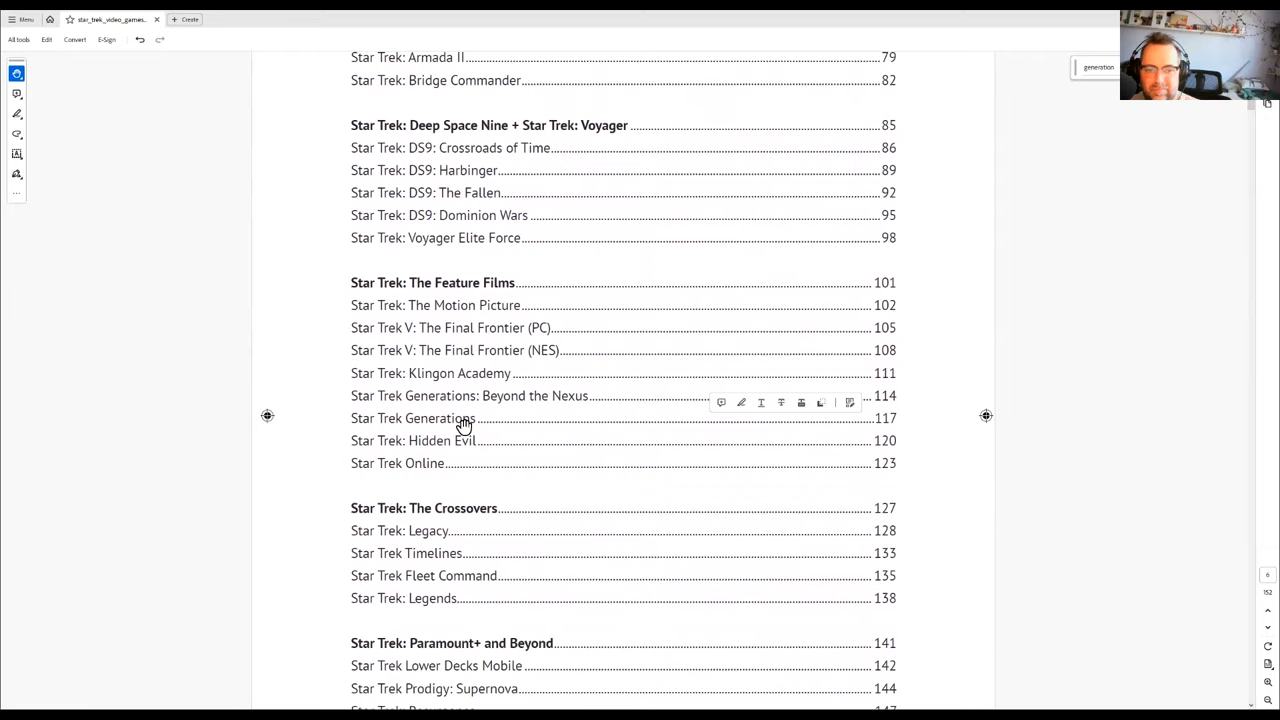 Menu
star_trek_video_games...
Create
All tools
Edit
Convert
E-Sign
generation
Star Trek: Armada II 79
Star Trek: Bridge Commander 82
Star Trek: Deep Space Nine + Star Trek: Voyager 85
Star Trek: DS9: Crossroads of Time 86
Star Trek: DS9: Harbinger 89
Star Trek: DS9: The Fallen 92
Star Trek: DS9: Dominion Wars 95
Star Trek: Voyager Elite Force 98
Star Trek: The Feature Films 101
Star Trek: The Motion Picture 102
Star Trek V: The Final Frontier (PC) 105
Star Trek V: The Final Frontier (NES) 108
Star Trek: Klingon Academy 111
Star Trek Generations: Beyond the Nexus 114
Star Trek Generations 117
Star Trek: Hidden Evil 120
Star Trek Online 123
Star Trek: The Crossovers 127
Star Trek: Legacy 128
Star Trek Timelines 133
Star Trek Fleet Command 135
Star Trek: Legends 138
Star Trek: Paramount+ and Beyond 141
Star Trek Lower Decks Mobile 142
Star Trek Prodigy: Supernova 144
6
152